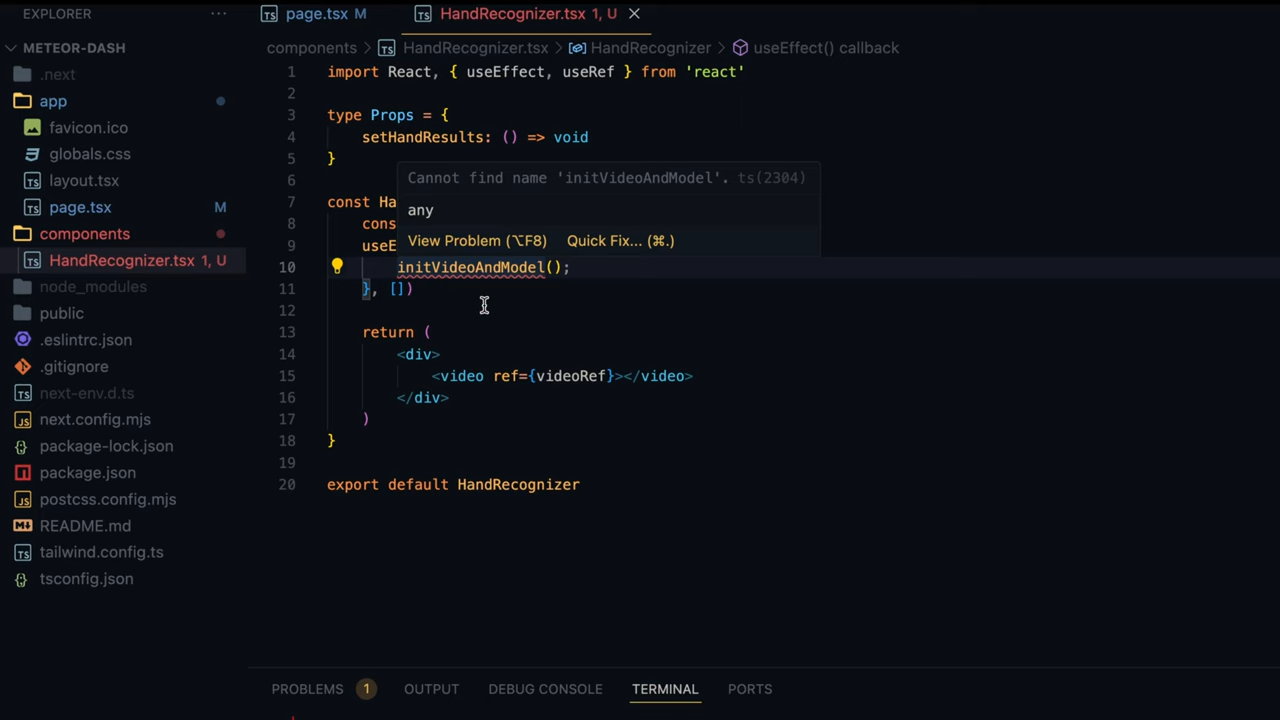 EXPLORER ...
METEOR-DASH
.next
app
favicon.ico
globals.css
layout.tsx
page.tsx M
components
HandRecognizer.tsx 1, U
node_modules
public
.eslintrc.json
.gitignore
next-env.d.ts
next.config.mjs
package-lock.json
package.json
postcss.config.mjs
README.md
tailwind.config.ts
tsconfig.json
page.tsx M HandRecognizer.tsx 1, U
components > HandRecognizer.tsx > HandRecognizer > useEffect() callback
1 import React, { useEffect, useRef } from 'react'
2
3 type Props = {
4 setHandResults: () => void
5 }
6
Cannot find name 'initVideoAndModel'. ts(2304)
7 const Ha
any
8 cons
View Problem (⌥F8) Quick Fix... (⌘.)
9 useE
10 initVideoAndModel();
11 }, [])
12
13 return (
14 <div>
15 <video ref={videoRef}></video>
16 </div>
17 )
18 }
19
20 export default HandRecognizer
PROBLEMS 1 OUTPUT DEBUG CONSOLE TERMINAL PORTS